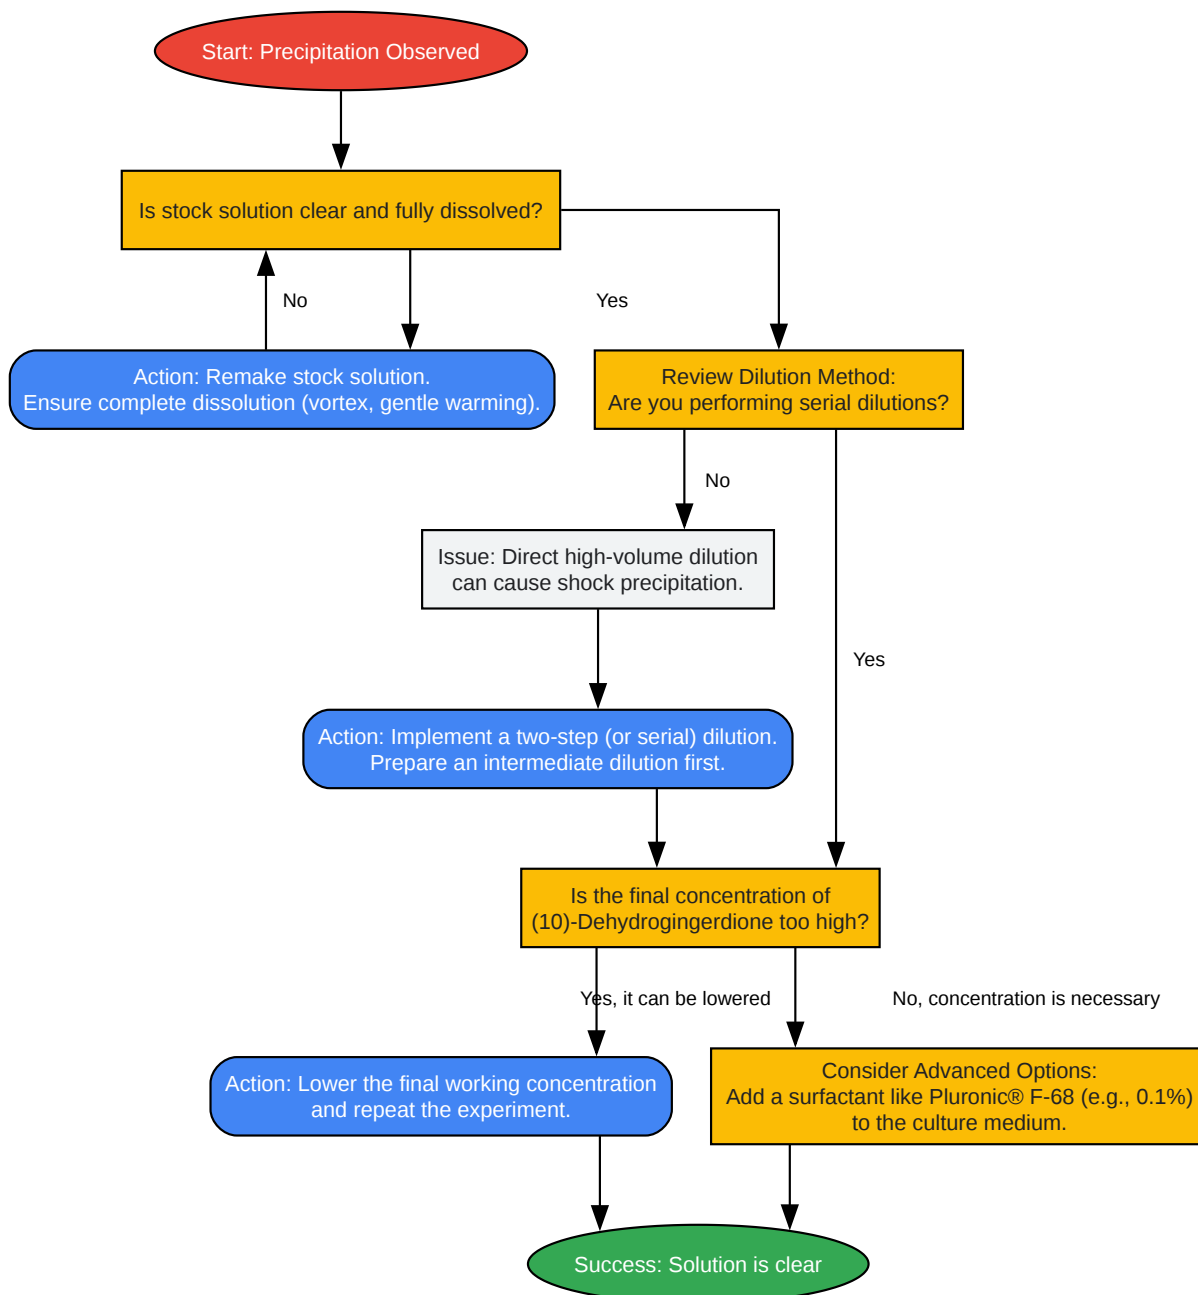 Start: Precipitation Observed
Is stock solution clear and fully dissolved?
No
Yes
Action: Remake stock solution.
Ensure complete dissolution (vortex, gentle warming).
Review Dilution Method:
Are you performing serial dilutions?
No
Issue: Direct high-volume dilution
can cause shock precipitation.
Yes
Action: Implement a two-step (or serial) dilution.
Prepare an intermediate dilution first.
Is the final concentration of
(10)-Dehydrogingerdione too high?
Yes, it can be lowered
No, concentration is necessary
Action: Lower the final working concentration
and repeat the experiment.
Consider Advanced Options:
Add a surfactant like Pluronic® F-68 (e.g., 0.1%)
to the culture medium.
Success: Solution is clear